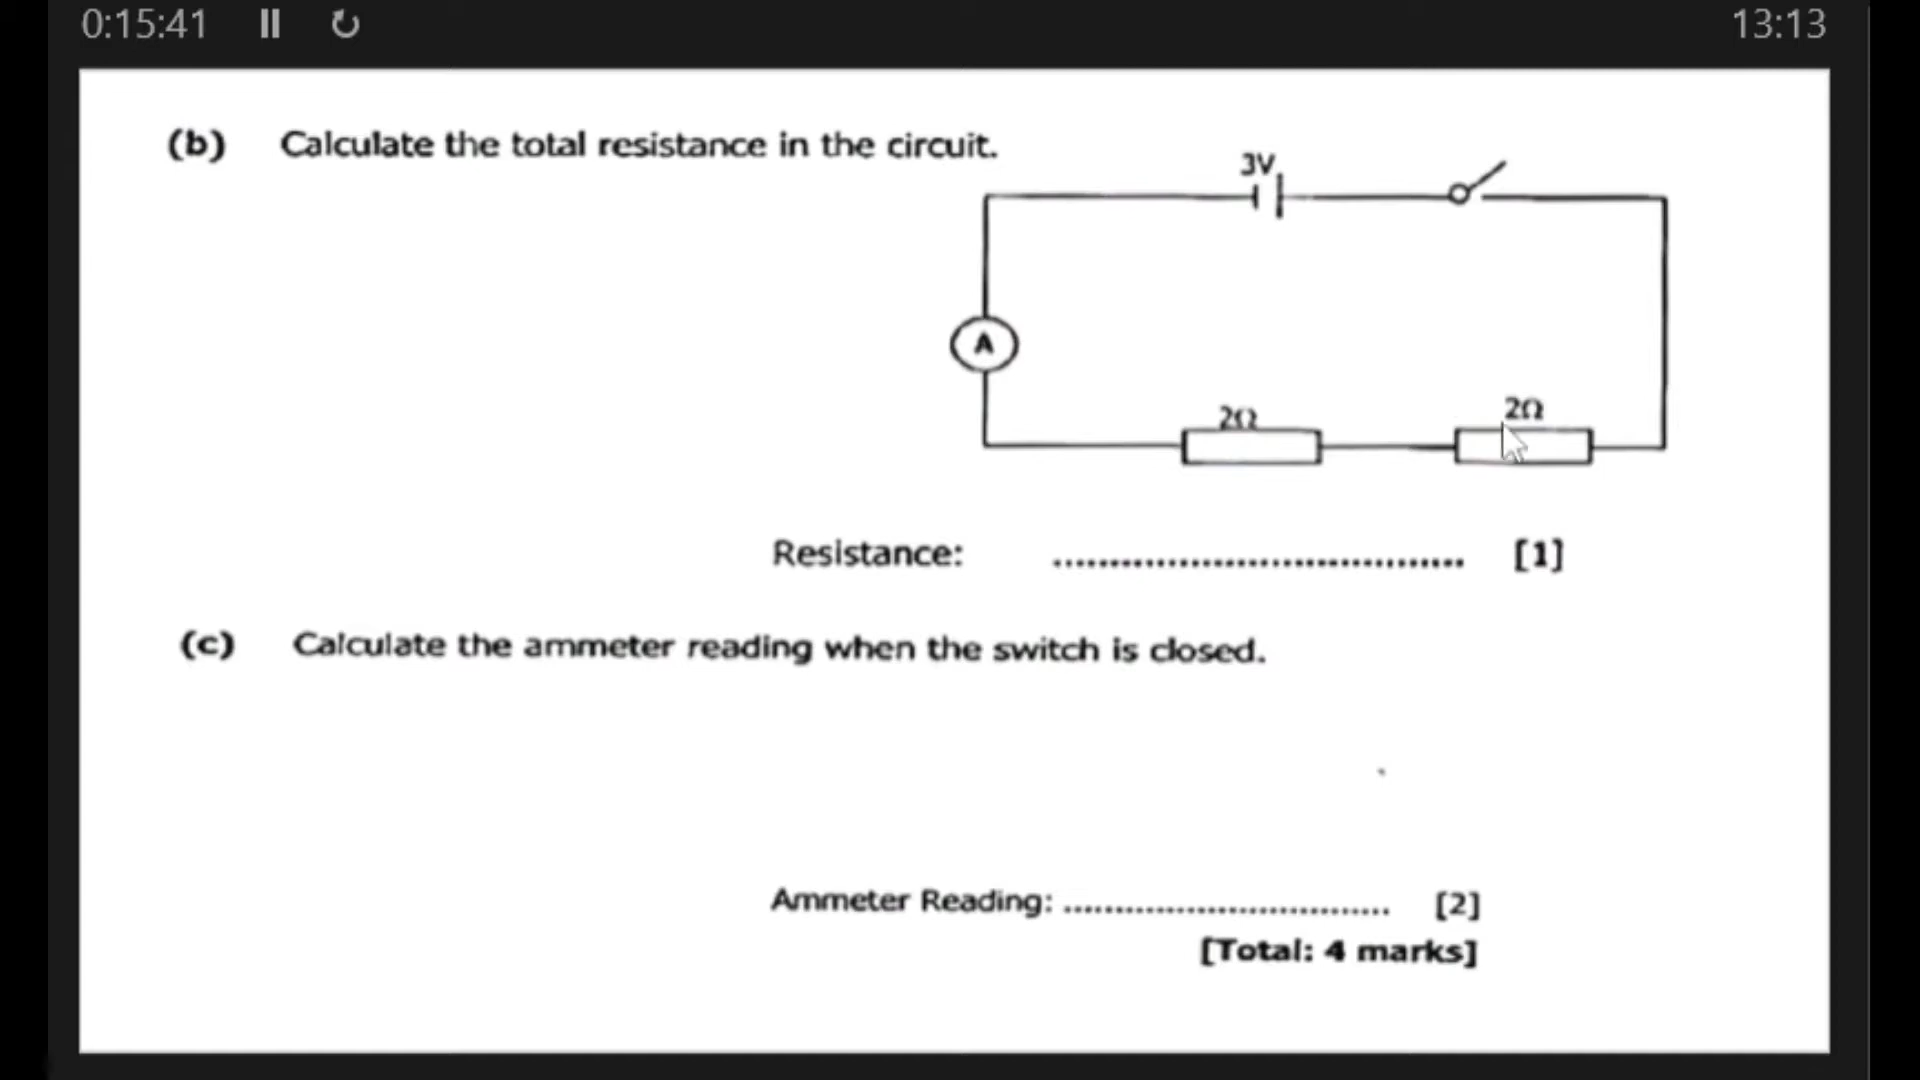 0:15:41
13:13
(b) Calculate the total resistance in the circuit.
3V
A
2Ω
2Ω
Resistance: .................................... [1]
(c) Calculate the ammeter reading when the switch is closed.
Ammeter Reading: ................................ [2]
[Total: 4 marks]